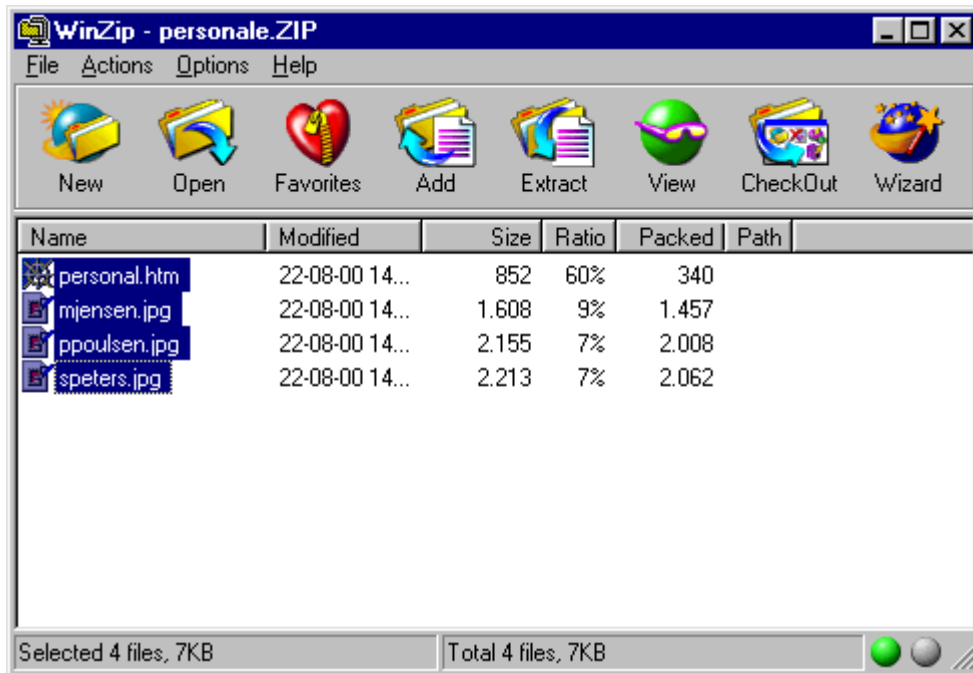 WinZip - personale.ZIP
File Actions Options Help
New Open Favorites Add Extract View CheckOut Wizard
Name Modified Size Ratio Packed Path
personal.htm 22-08-00 14... 852 60% 340
mjensen.jpg 22-08-00 14... 1.608 9% 1.457
ppoulsen.jpg 22-08-00 14... 2.155 7% 2.008
speters.jpg 22-08-00 14... 2.213 7% 2.062
Selected 4 files, 7KB Total 4 files, 7KB